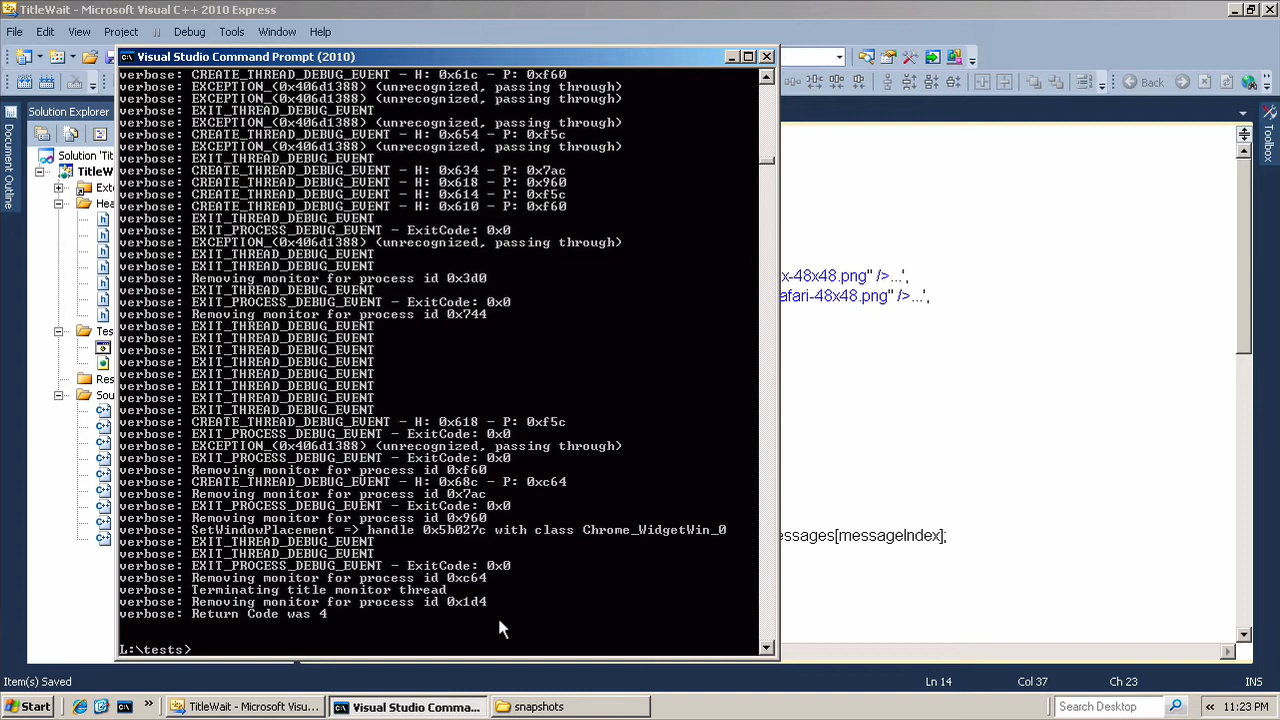 TitleWait - Microsoft Visual C++ 2010 Express
File Edit View Project Debug Tools Window Help
Visual Studio Command Prompt (2010)
Back
Document Outline
Toolbox
Solution Explorer
Solution 'Tit
TitleW
Exte
Hea
Tes
Res
Sou
verbose: CREATE_THREAD_DEBUG_EVENT - H: 0x61c - P: 0xf60
verbose: EXCEPTION_(0x406d1388) (unrecognized, passing through)
verbose: EXCEPTION_(0x406d1388) (unrecognized, passing through)
verbose: EXIT_THREAD_DEBUG_EVENT
verbose: EXCEPTION_(0x406d1388) (unrecognized, passing through)
verbose: CREATE_THREAD_DEBUG_EVENT - H: 0x654 - P: 0xf5c
verbose: EXCEPTION_(0x406d1388) (unrecognized, passing through)
verbose: EXIT_THREAD_DEBUG_EVENT
verbose: CREATE_THREAD_DEBUG_EVENT - H: 0x634 - P: 0x7ac
verbose: CREATE_THREAD_DEBUG_EVENT - H: 0x618 - P: 0x960
verbose: CREATE_THREAD_DEBUG_EVENT - H: 0x614 - P: 0xf5c
verbose: CREATE_THREAD_DEBUG_EVENT - H: 0x610 - P: 0xf60
verbose: EXIT_THREAD_DEBUG_EVENT
verbose: EXIT_PROCESS_DEBUG_EVENT - ExitCode: 0x0
verbose: EXCEPTION_(0x406d1388) (unrecognized, passing through)
verbose: EXIT_THREAD_DEBUG_EVENT
verbose: EXIT_THREAD_DEBUG_EVENT
verbose: Removing monitor for process id 0x3d0
verbose: EXIT_THREAD_DEBUG_EVENT
verbose: EXIT_PROCESS_DEBUG_EVENT - ExitCode: 0x0
verbose: Removing monitor for process id 0x744
verbose: EXIT_THREAD_DEBUG_EVENT
verbose: EXIT_THREAD_DEBUG_EVENT
verbose: EXIT_THREAD_DEBUG_EVENT
verbose: EXIT_THREAD_DEBUG_EVENT
verbose: EXIT_THREAD_DEBUG_EVENT
verbose: EXIT_THREAD_DEBUG_EVENT
verbose: EXIT_THREAD_DEBUG_EVENT
verbose: EXIT_THREAD_DEBUG_EVENT
verbose: CREATE_THREAD_DEBUG_EVENT - H: 0x618 - P: 0xf5c
verbose: EXIT_PROCESS_DEBUG_EVENT - ExitCode: 0x0
verbose: EXCEPTION_(0x406d1388) (unrecognized, passing through)
verbose: EXIT_PROCESS_DEBUG_EVENT - ExitCode: 0x0
verbose: Removing monitor for process id 0xf60
verbose: CREATE_THREAD_DEBUG_EVENT - H: 0x68c - P: 0xc64
verbose: Removing monitor for process id 0x7ac
verbose: EXIT_PROCESS_DEBUG_EVENT - ExitCode: 0x0
verbose: Removing monitor for process id 0x960
verbose: SetWindowPlacement => handle 0x5b027c with class Chrome_WidgetWin_0
verbose: EXIT_THREAD_DEBUG_EVENT
verbose: EXIT_THREAD_DEBUG_EVENT
verbose: EXIT_PROCESS_DEBUG_EVENT - ExitCode: 0x0
verbose: Removing monitor for process id 0xc64
verbose: Terminating title monitor thread
verbose: Removing monitor for process id 0x1d4
verbose: Return Code was 4
L:\tests>
x-48x48.png" />...',
afari-48x48.png" />...',
essages[messageIndex];
Item(s) Saved Ln 14 Col 37 Ch 23 INS
Start TitleWait - Microsoft Visu... Visual Studio Comma... snapshots Search Desktop 11:23 PM